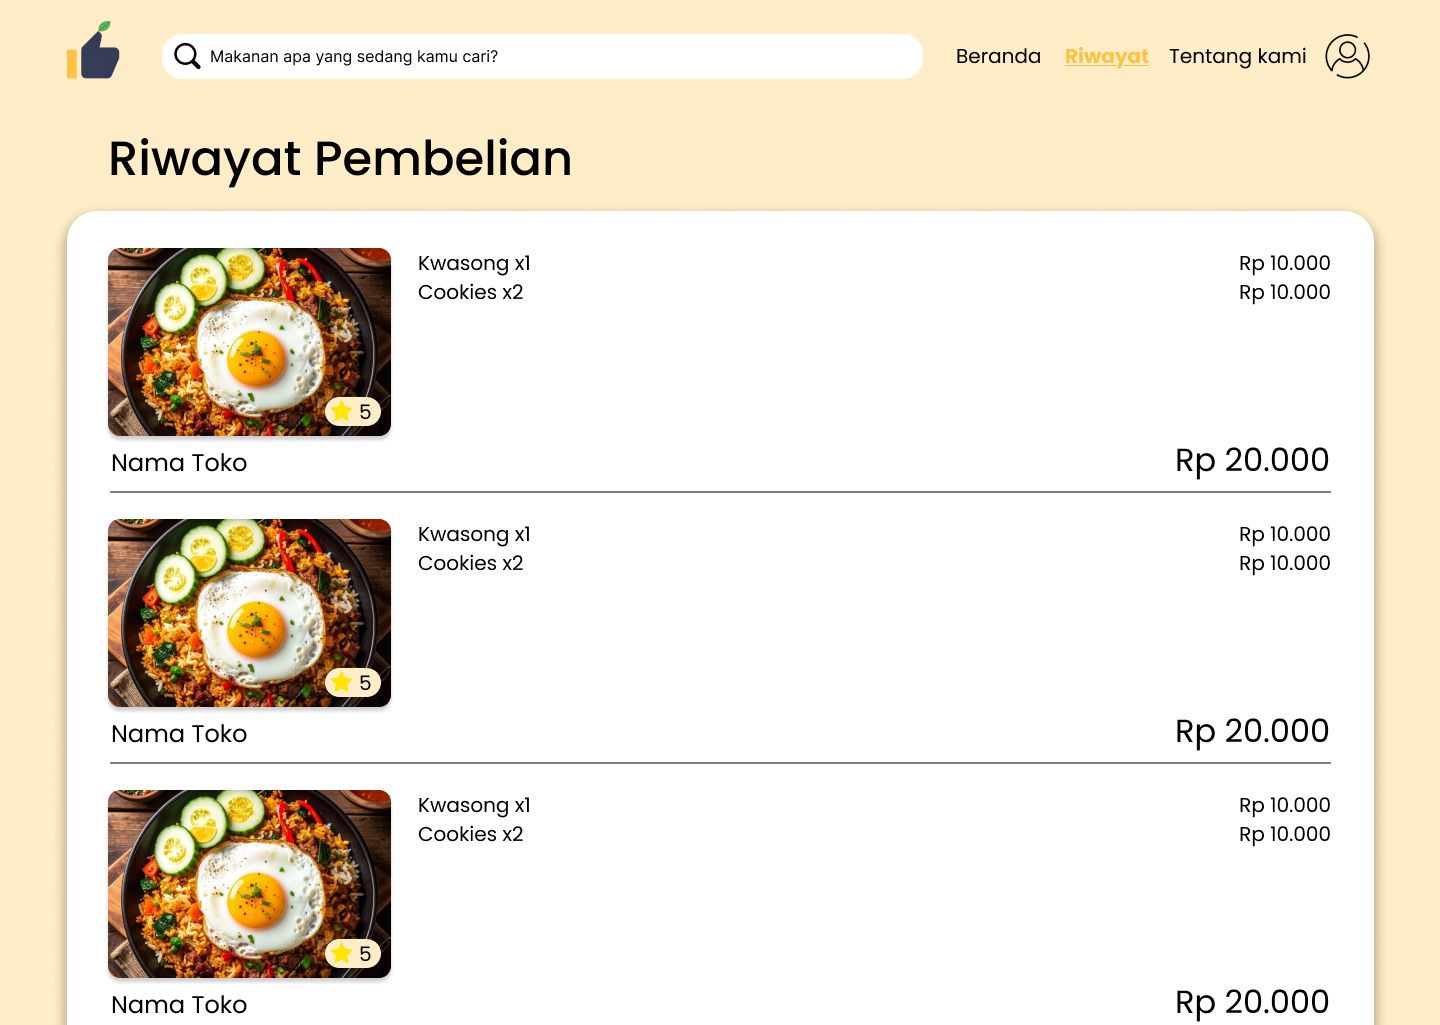 Makanan apa yang sedang kamu cari?
Beranda
Riwayat
Tentang kami
Riwayat Pembelian
Kwasong x1
Rp 10.000
Cookies x2
Rp 10.000
5
Nama Toko
Rp 20.000
Kwasong x1
Rp 10.000
Cookies x2
Rp 10.000
5
Nama Toko
Rp 20.000
Kwasong x1
Rp 10.000
Cookies x2
Rp 10.000
5
Nama Toko
Rp 20.000